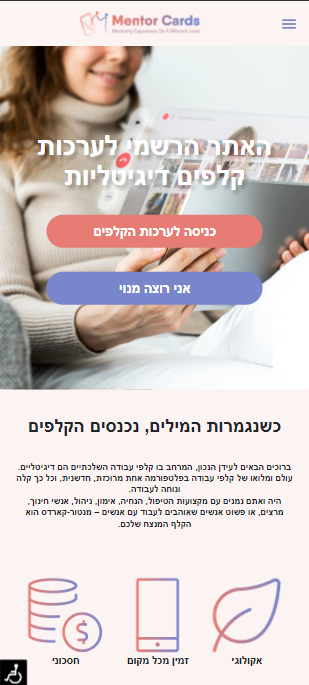 Mentor Cards
Mentoring Experience On A Different Level
האתר הרשמי לערכות
קלפים דיגיטליות
כניסה לערכות הקלפים
אני רוצה מנוי
כשנגמרות המילים, נכנסים הקלפים
ברוכים הבאים לעידן הנכון, המרחב בו קלפי עבודה השלכתיים הם דיגיטליים.
עולם ומלואו של קלפי עבודה בפלטפורמה אחת מרוכזת, חדשנית, וכל כך קלה
ונוחה לעבודה.
היה ואתם נמנים עם מקצועות הטיפול, הנחיה, אימון, ניהול, אנשי חינוך,
מרצים, או פשוט אנשים שאוהבים לעבוד עם אנשים – מנטור-קארדס הוא
הקלף המנצח שלכם.
אקולוגי
זמין מכל מקום
חסכוני